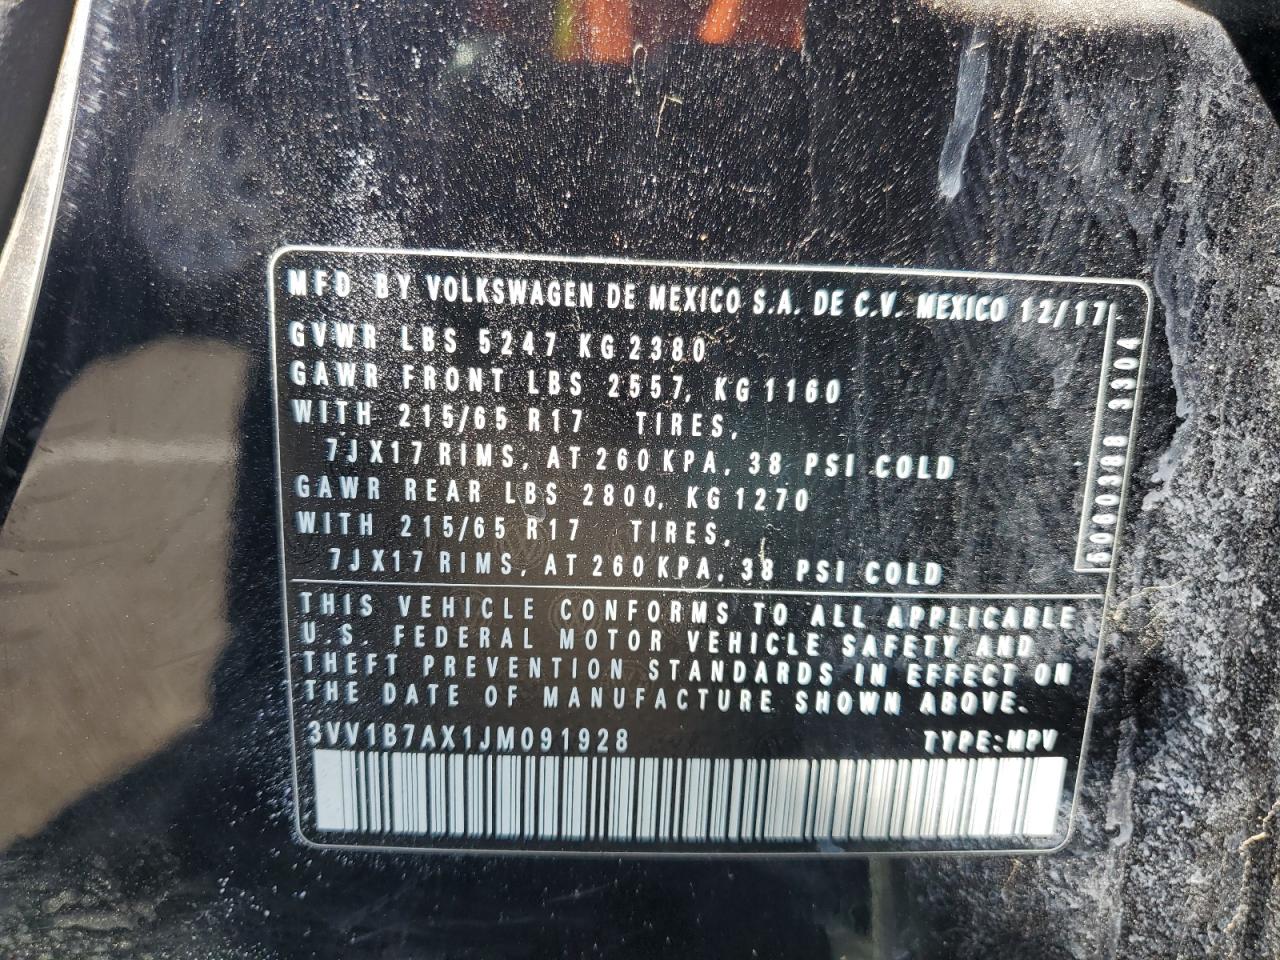 MFD BY VOLKSWAGEN DE MEXICO S.A. DE C.V. MEXICO 12/17
GVWR LBS 5247 KG 2380
GAWR FRONT LBS 2557, KG 1160
WITH 215/65 R17 TIRES,
7JX17 RIMS, AT 260 KPA, 38 PSI COLD
GAWR REAR LBS 2800, KG 1270
WITH 215/65 R17 TIRES,
7JX17 RIMS, AT 260 KPA, 38 PSI COLD
THIS VEHICLE CONFORMS TO ALL APPLICABLE
U.S. FEDERAL MOTOR VEHICLE SAFETY AND
THEFT PREVENTION STANDARDS IN EFFECT ON
THE DATE OF MANUFACTURE SHOWN ABOVE.
3VV1B7AX1JM091928 TYPE: MPV
3304